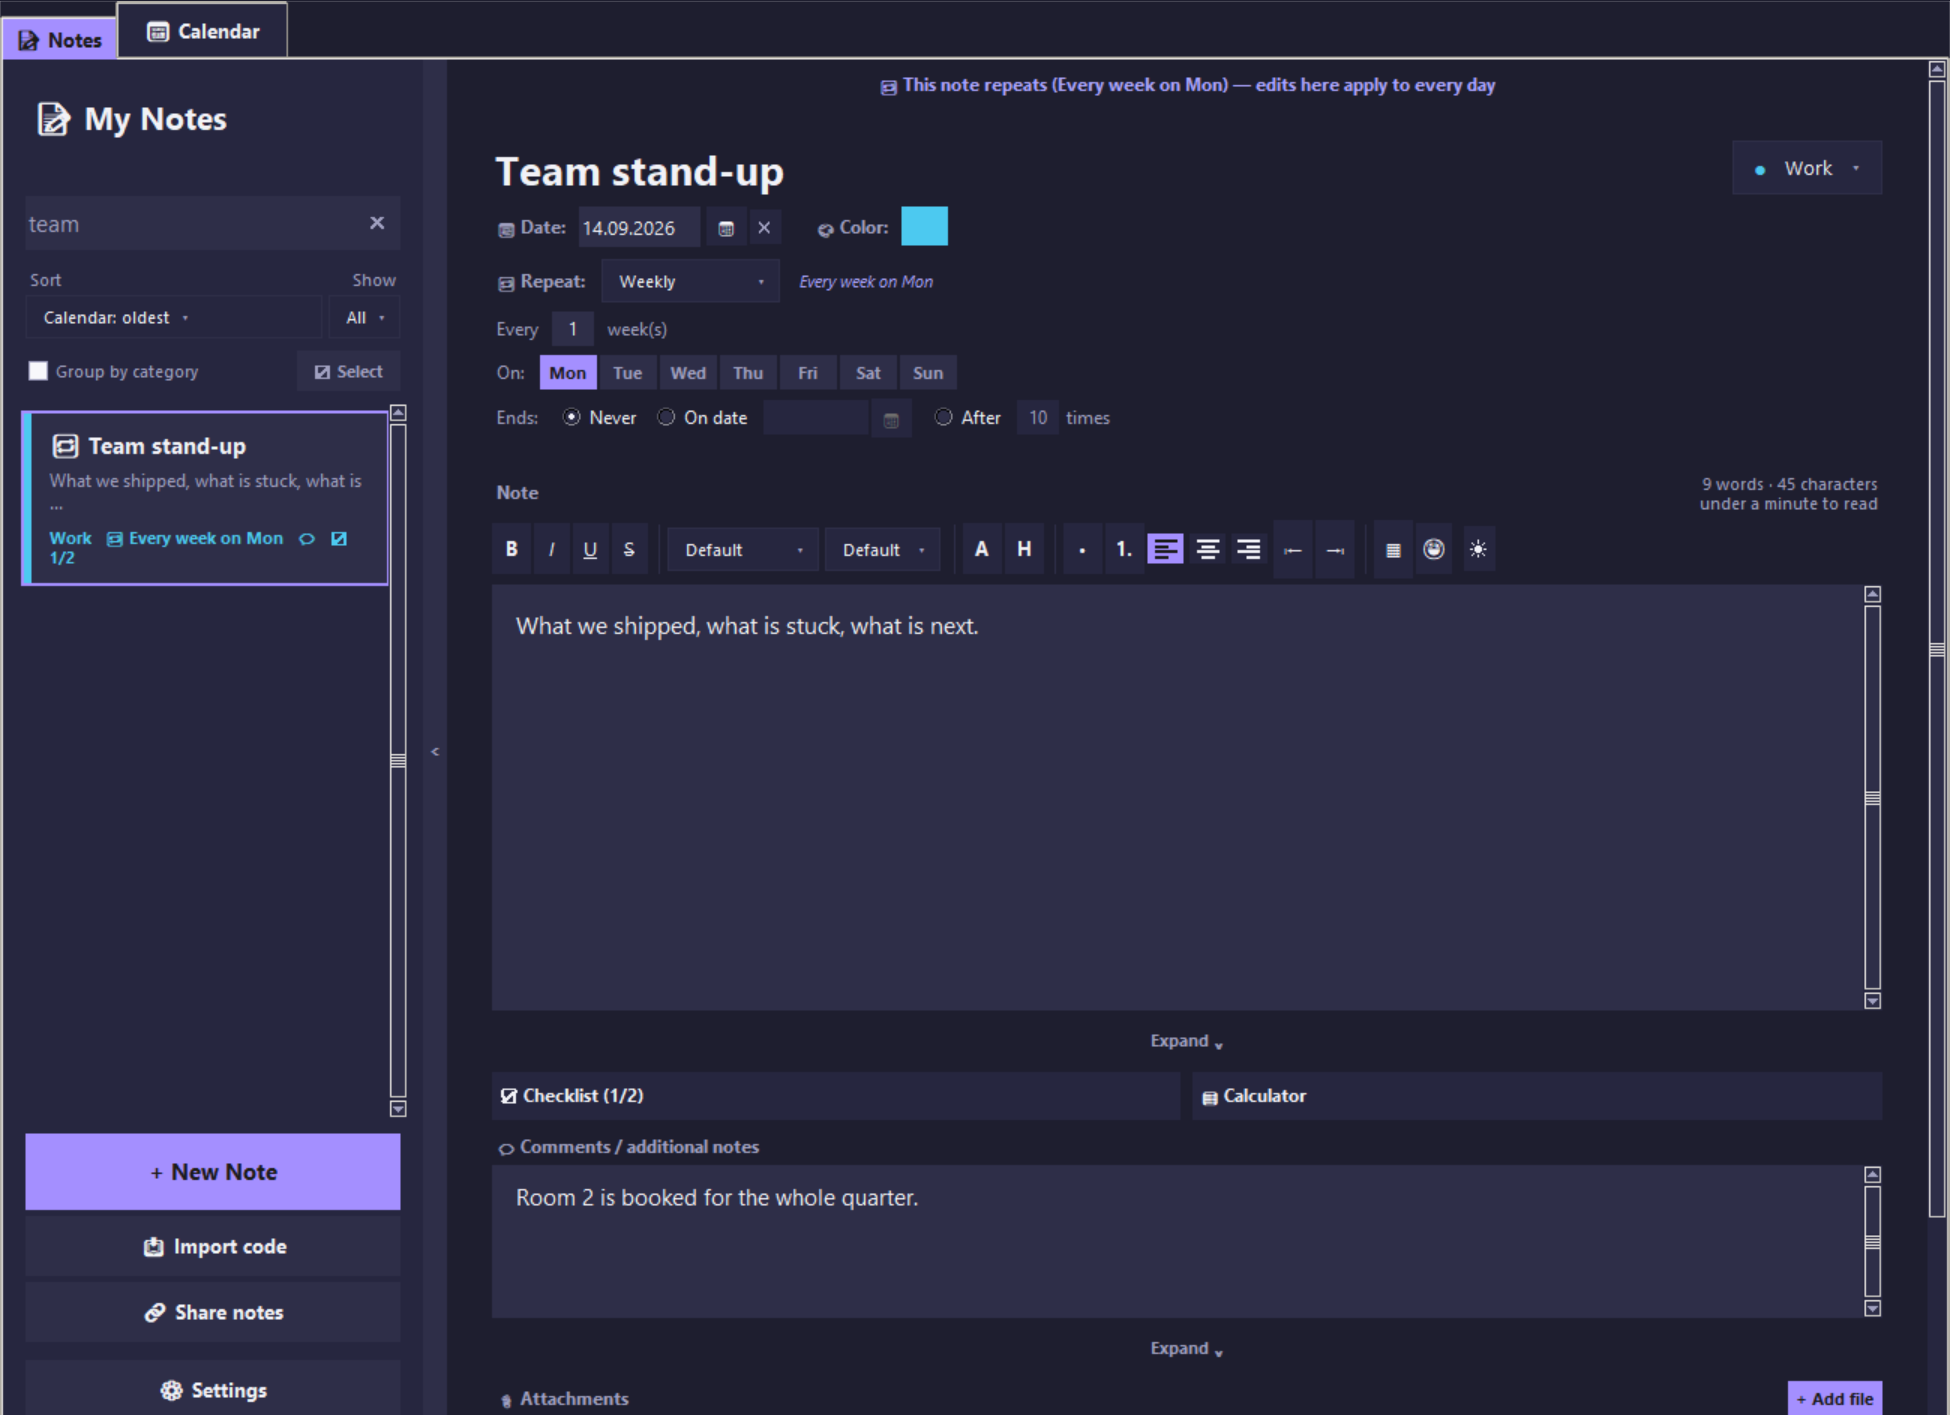 Notes
Calendar
My Notes
team
Sort
Show
Calendar: oldest
All
Group by category
Select
Team stand-up
What we shipped, what is stuck, what is
...
Work Every week on Mon
1/2
+ New Note
Import code
Share notes
Settings
<
This note repeats (Every week on Mon) — edits here apply to every day
Team stand-up
Work
Date: 14.09.2026
Color:
Repeat: Weekly Every week on Mon
Every 1 week(s)
On: Mon Tue Wed Thu Fri Sat Sun
Ends: Never On date After 10 times
Note
9 words · 45 characters
under a minute to read
B I U S Default Default A H • 1.
What we shipped, what is stuck, what is next.
Expand
Checklist (1/2)
Calculator
Comments / additional notes
Room 2 is booked for the whole quarter.
Expand
Attachments
+ Add file